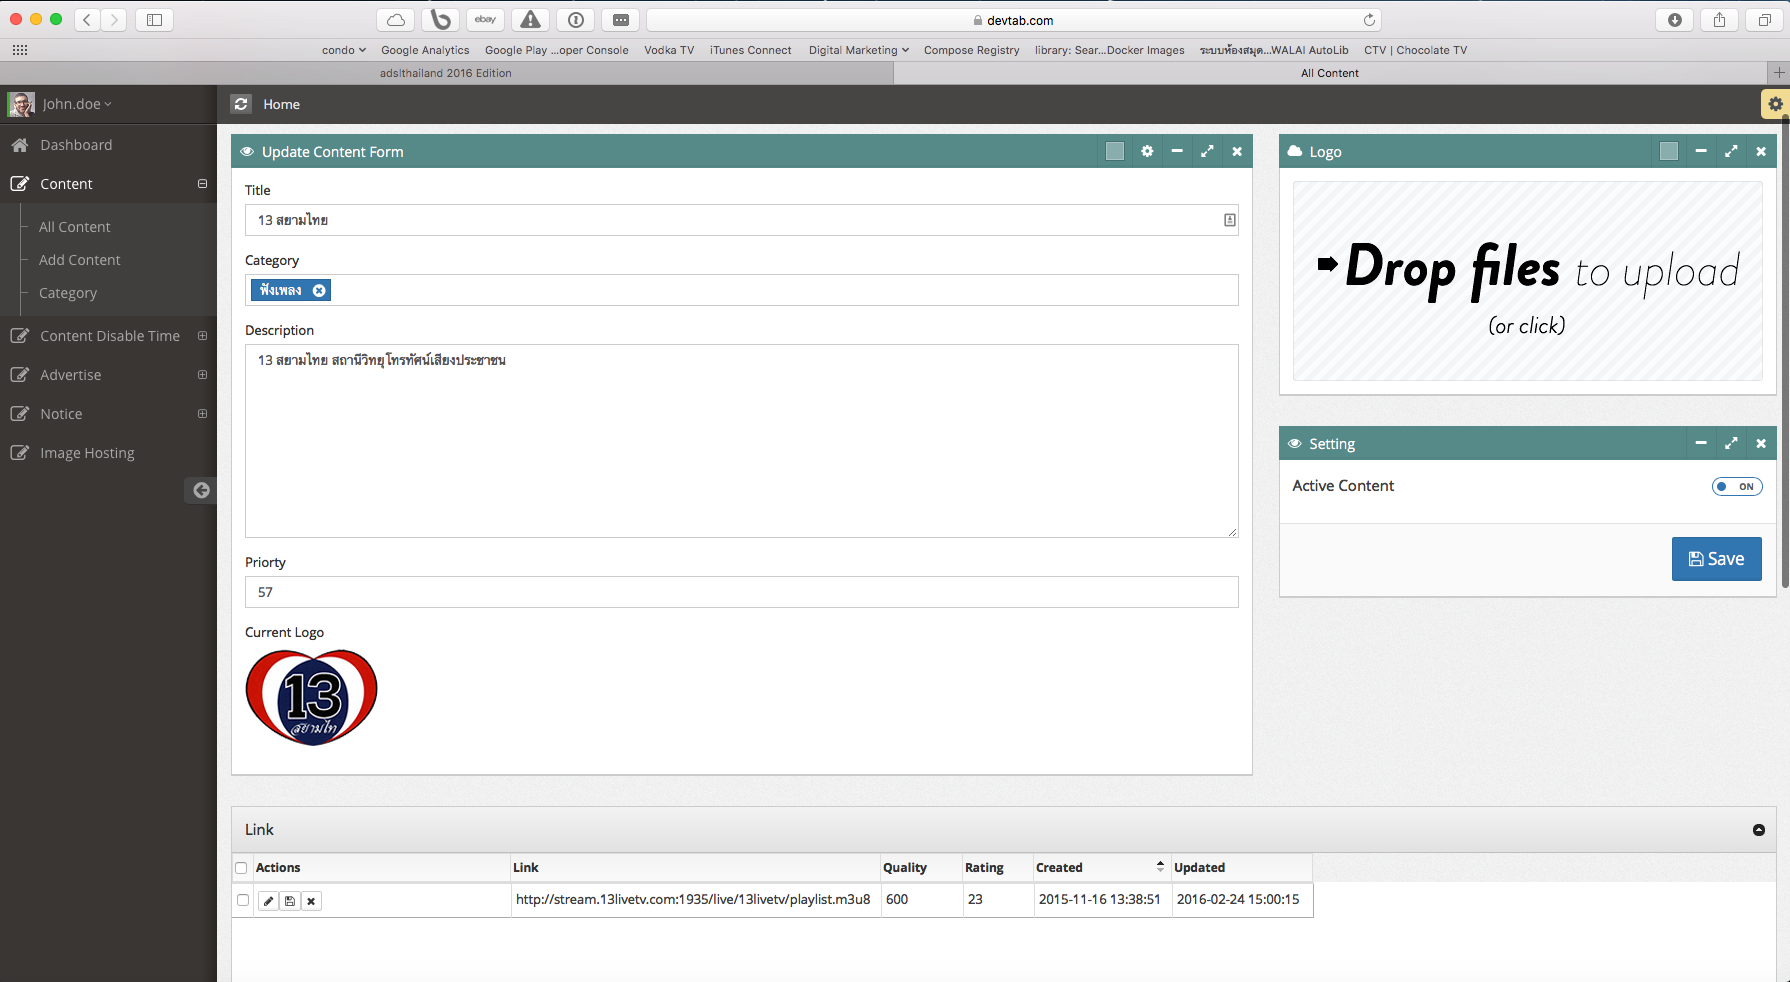 ebay
devtab.com
condo
Google Analytics
Google Play ...oper Console
Vodka TV
iTunes Connect
Digital Marketing
Compose Registry
library: Sear...Docker Images
ระบบห้องสมุด...WALAI AutoLib
CTV | Chocolate TV
adslthailand 2016 Edition
All Content
John.doe
Home
Dashboard
Content
All Content
Add Content
Category
Content Disable Time
Advertise
Notice
Image Hosting
Update Content Form
Title
13 สยามไทย
Category
ฟังเพลง
Description
13 สยามไทย สถานีวิทยุโทรทัศน์เสียงประชาชน
Priorty
57
Current Logo
13
สยามไท
Logo
Drop files to upload
(or click)
Setting
Active Content
ON
Save
Link
Actions Link Quality Rating Created Updated
http://stream.13livetv.com:1935/live/13livetv/playlist.m3u8 600 23 2015-11-16 13:38:51 2016-02-24 15:00:15